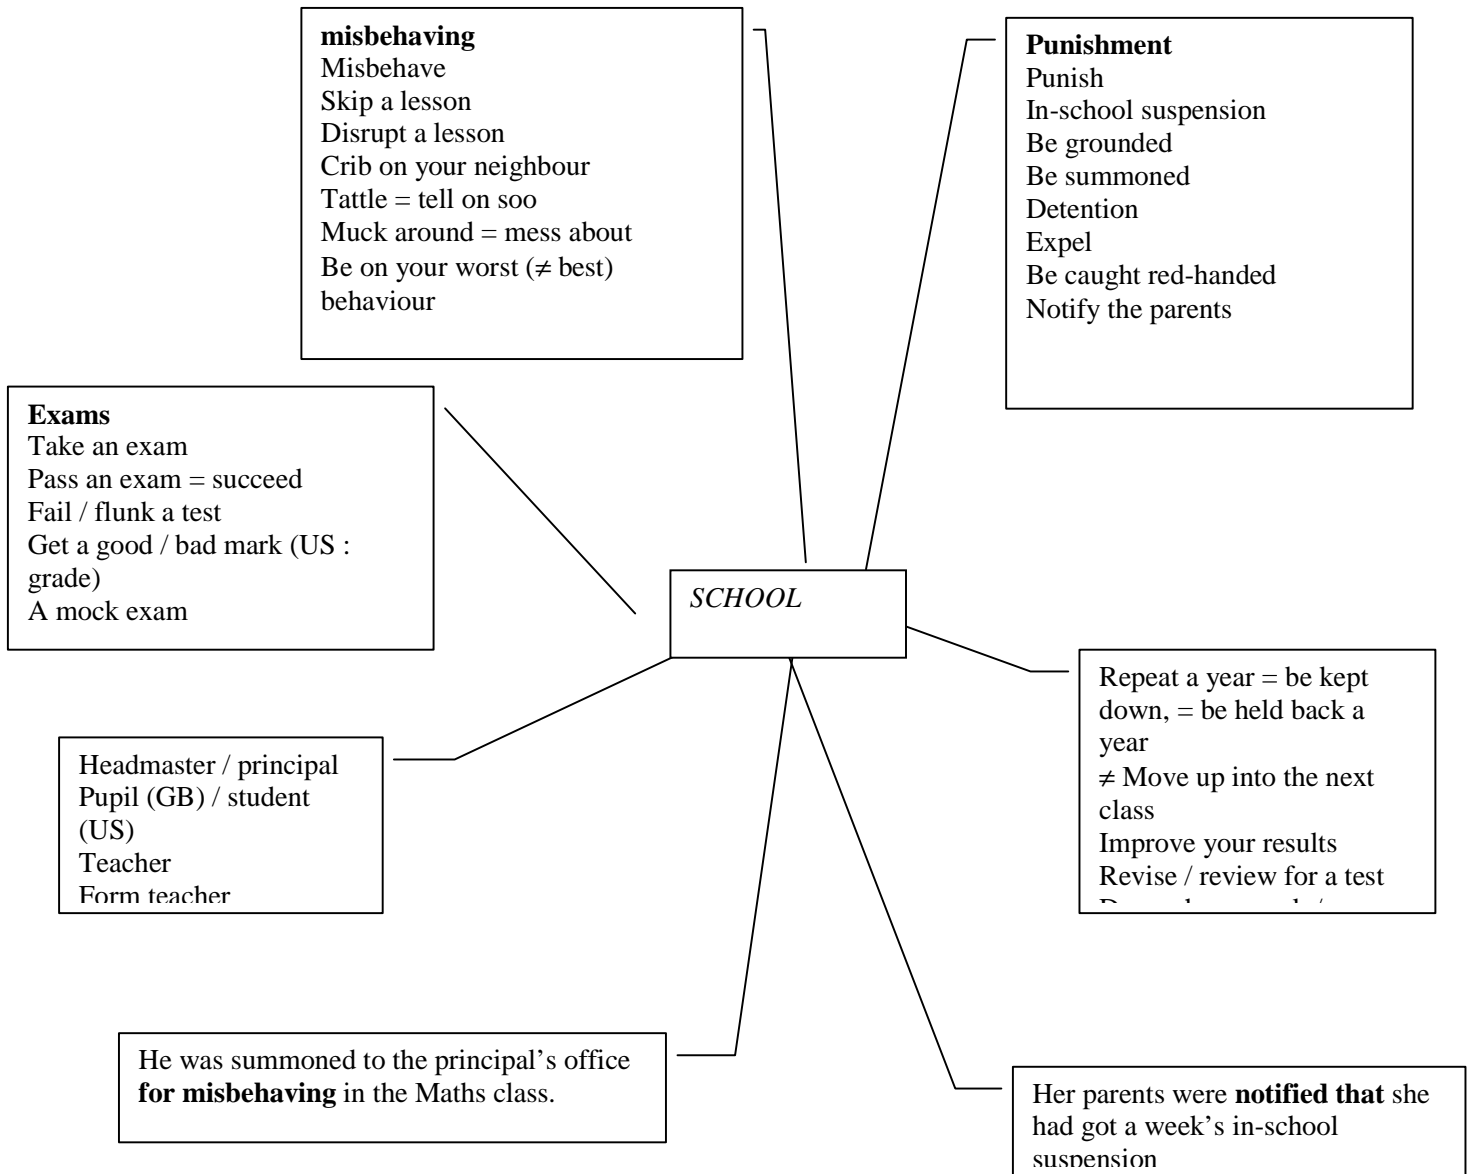 misbehaving
Misbehave
Skip a lesson
Disrupt a lesson
Crib on your neighbour
Tattle = tell on soo
Muck around = mess about
Be on your worst (≠ best)
behaviour
Punishment
Punish
In-school suspension
Be grounded
Be summoned
Detention
Expel
Be caught red-handed
Notify the parents
Exams
Take an exam
Pass an exam = succeed
Fail / flunk a test
Get a good / bad mark (US :
grade)
A mock exam
SCHOOL
Repeat a year = be kept
down, = be held back a
year
≠ Move up into the next
class
Improve your results
Revise / review for a test
Headmaster / principal
Pupil (GB) / student
(US)
Teacher
Form teacher
He was summoned to the principal’s office
for misbehaving in the Maths class.
Her parents were notified that she
had got a week’s in-school
suspension